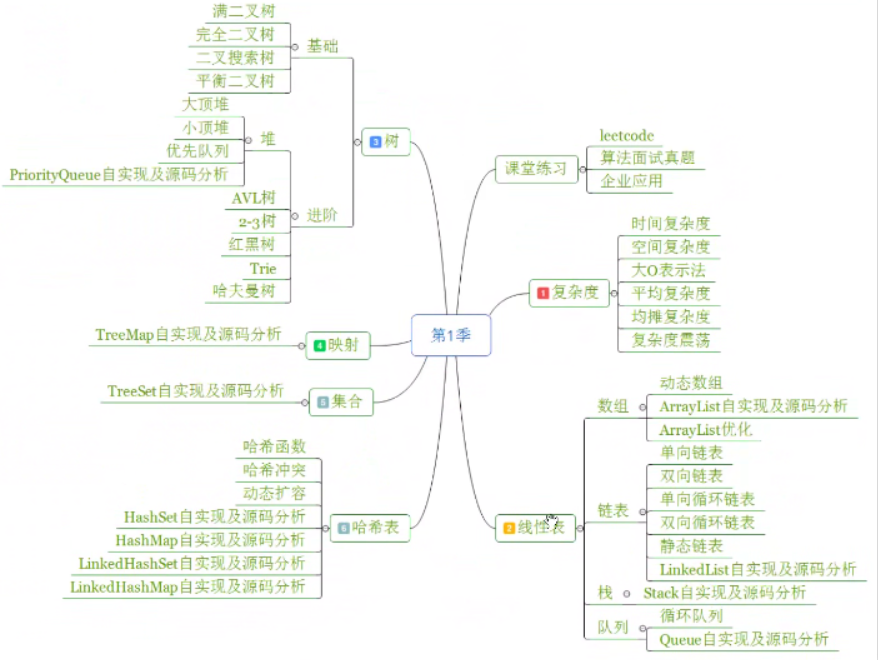 第1季
课堂练习
leetcode
算法面试真题
企业应用
1 复杂度
时间复杂度
空间复杂度
大O表示法
平均复杂度
均摊复杂度
复杂度震荡
2 线性表
数组
动态数组
ArrayList自实现及源码分析
ArrayList优化
链表
单向链表
双向链表
单向循环链表
双向循环链表
静态链表
LinkedList自实现及源码分析
栈
Stack自实现及源码分析
队列
循环队列
Queue自实现及源码分析
3 树
基础
满二叉树
完全二叉树
二叉搜索树
平衡二叉树
进阶
堆
大顶堆
小顶堆
优先队列
PriorityQueue自实现及源码分析
AVL树
2-3树
红黑树
Trie
哈夫曼树
4 映射
TreeMap自实现及源码分析
5 集合
TreeSet自实现及源码分析
6 哈希表
哈希函数
哈希冲突
动态扩容
HashSet自实现及源码分析
HashMap自实现及源码分析
LinkedHashSet自实现及源码分析
LinkedHashMap自实现及源码分析